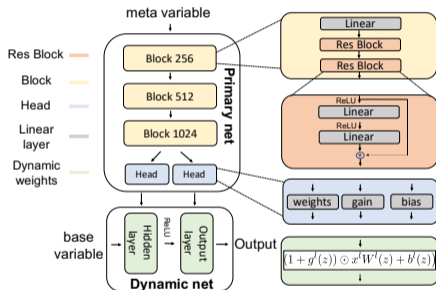 meta variable
Res Block
Block
Head
Linear
layer
Dynamic
weights
Block 256
Block 512
Block 1024
Head
Head
Primary net
base
variable
Hidden
layer
ReLU
Output
layer
Output
Dynamic net
Linear
Res Block
Res Block
ReLU
Linear
ReLU
Linear
+
weights
gain
bias
(1 + g^l(z)) ⊙ x^l W^l(z) + b^l(z))